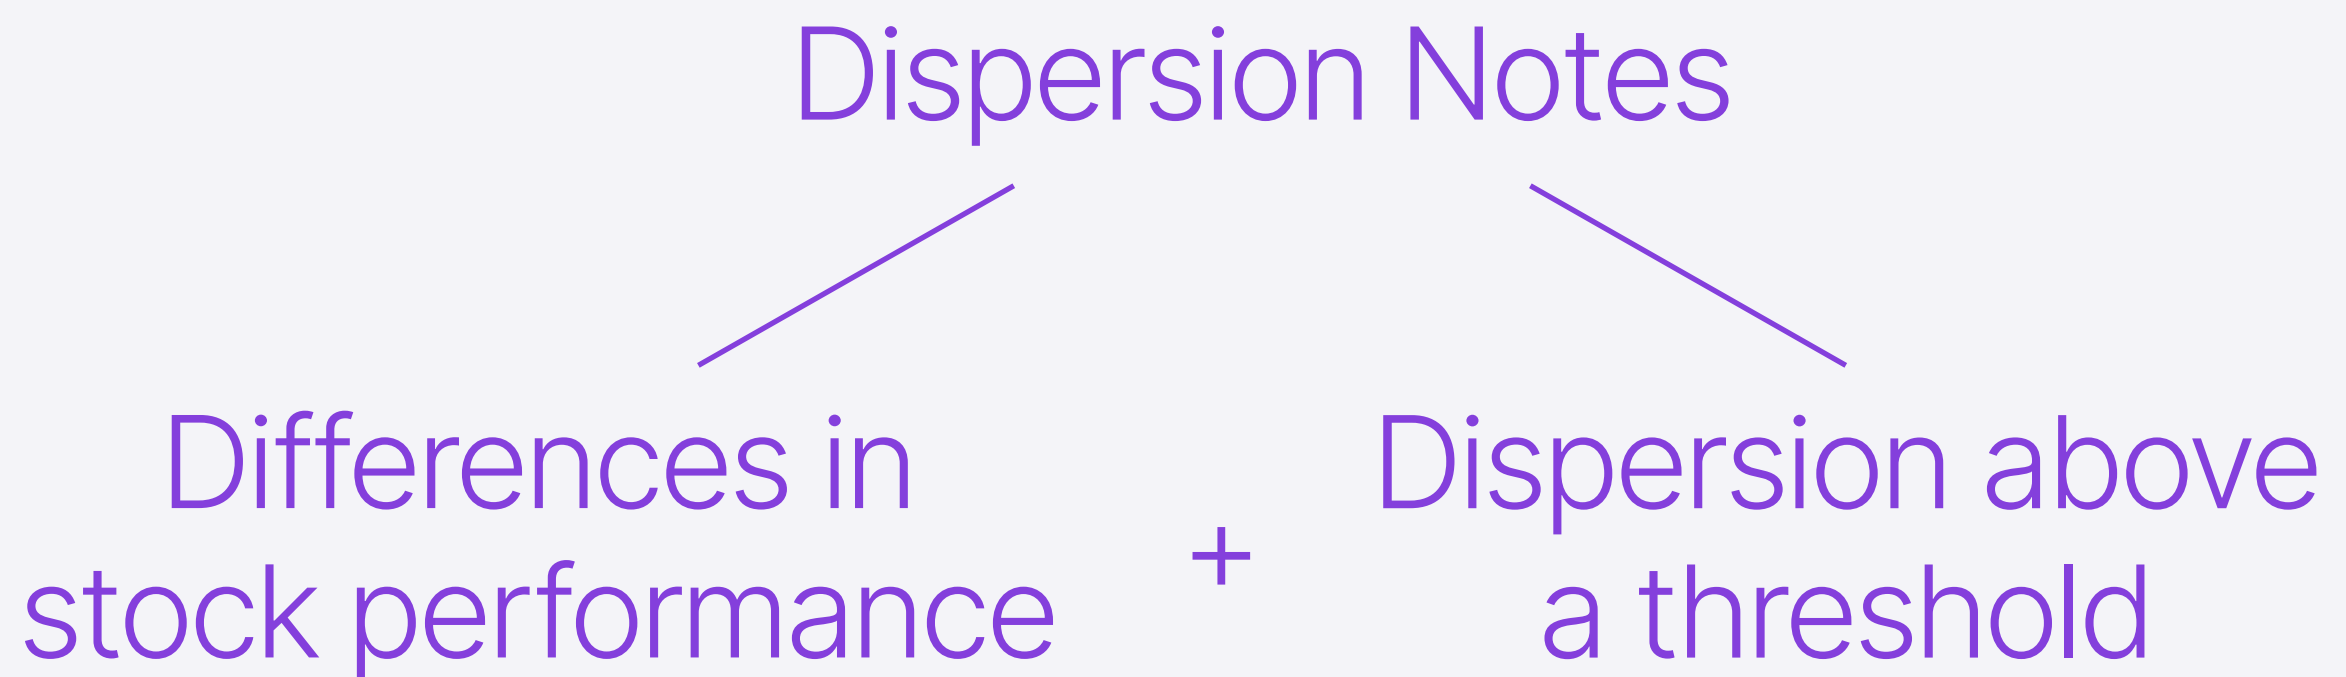 Dispersion Notes
Differences in
stock performance
+
Dispersion above
a threshold